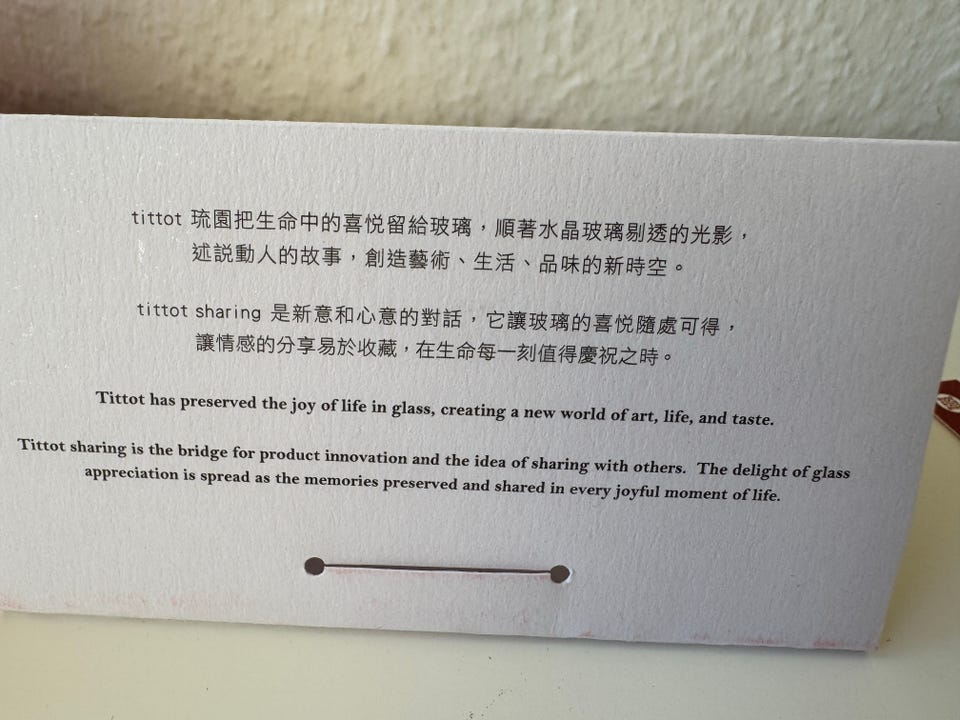 tittot 琉園把生命中的喜悅留給玻璃，順著水晶玻璃剔透的光影，
述説動人的故事，創造藝術、生活、品味的新時空。
tittot sharing 是新意和心意的對話，它讓玻璃的喜悅隨處可得，
讓情感的分享易於收藏，在生命每一刻值得慶祝之時。
Tittot has preserved the joy of life in glass, creating a new world of art, life, and taste.
Tittot sharing is the bridge for product innovation and the idea of sharing with others. The delight of glass
appreciation is spread as the memories preserved and shared in every joyful moment of life.